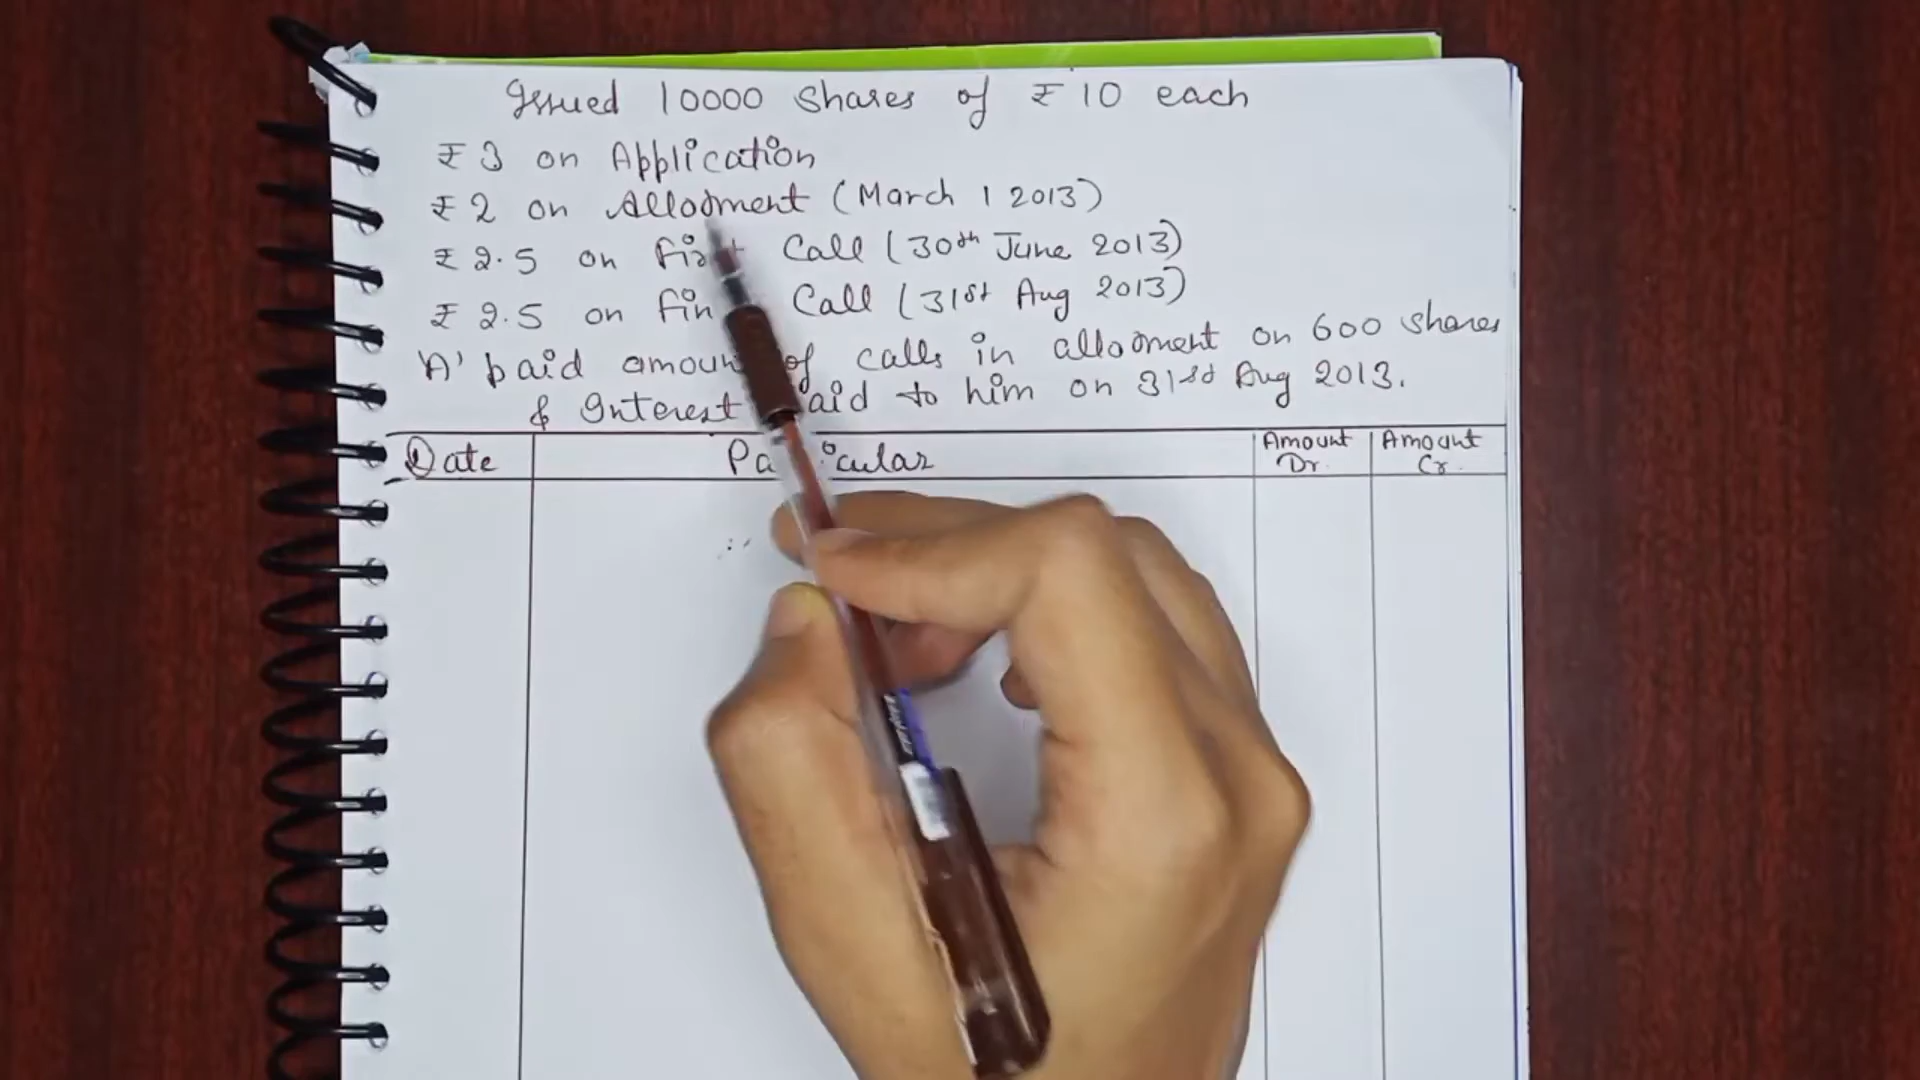 Issued 10000 shares of ₹ 10 each
₹ 3 on Application
₹ 2 on Allotment (March 1 2013)
₹ 2.5 on Call (30th June 2013)
₹ 2.5 on Call (31st Aug 2013)
'A' paid of calls in allotment on 600 shares
& Interest to him on 31st Aug 2013.
Date Amount Dr. Amount Cr.